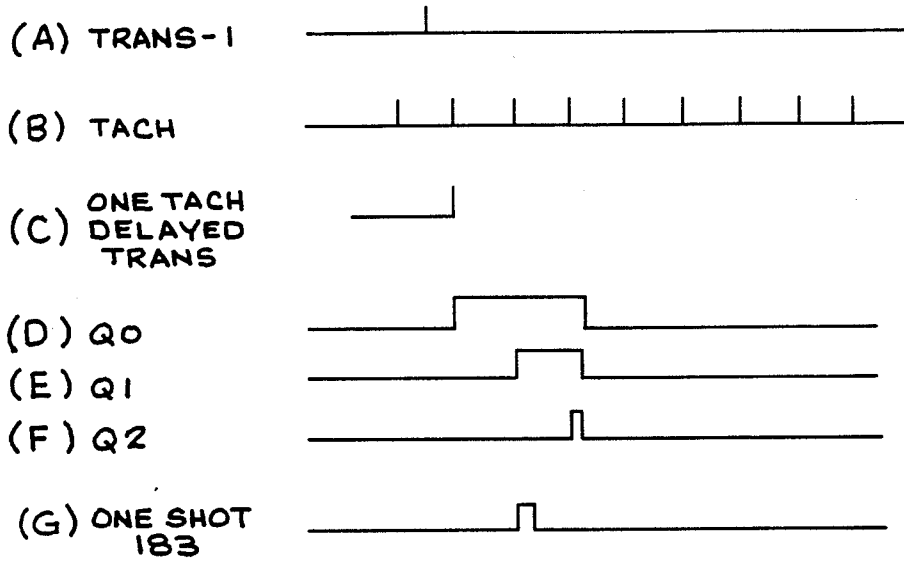 (A) TRANS-1
(B) TACH
(C) ONE TACH
DELAYED
TRANS
(D) Q0
(E) Q1
(F) Q2
(G) ONE SHOT
183